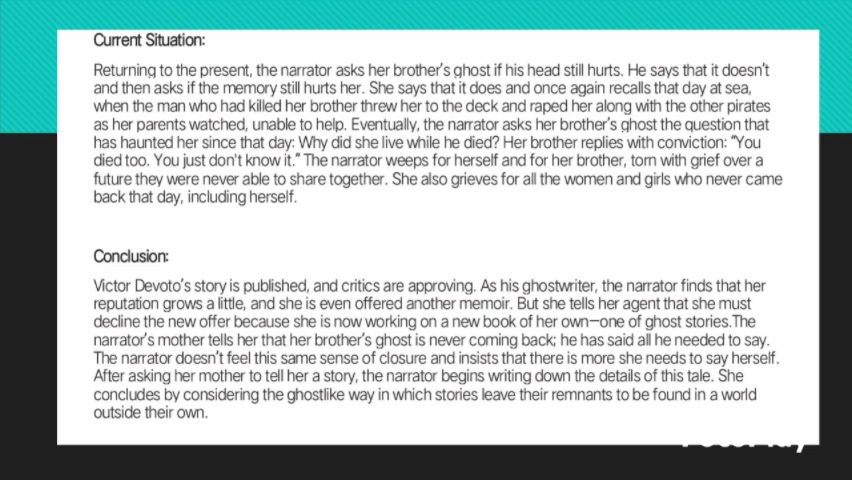 Current Situation:
Returning to the present, the narrator asks her brother's ghost if his head still hurts. He says that it doesn't
and then asks if the memory still hurts her. She says that it does and once again recalls that day at sea,
when the man who had killed her brother threw her to the deck and raped her along with the other pirates
as her parents watched, unable to help. Eventually, the narrator asks her brother's ghost the question that
has haunted her since that day: Why did she live while he died? Her brother replies with conviction: "You
died too. You just don't know it." The narrator weeps for herself and for her brother, torn with grief over a
future they were never able to share together. She also grieves for all the women and girls who never came
back that day, including herself.
Conclusion:
Victor Devoto's story is published, and critics are approving. As his ghostwriter, the narrator finds that her
reputation grows a little, and she is even offered another memoir. But she tells her agent that she must
decline the new offer because she is now working on a new book of her own—one of ghost stories.The
narrator's mother tells her that her brother's ghost is never coming back; he has said all he needed to say.
The narrator doesn't feel this same sense of closure and insists that there is more she needs to say herself.
After asking her mother to tell her a story, the narrator begins writing down the details of this tale. She
concludes by considering the ghostlike way in which stories leave their remnants to be found in a world
outside their own.